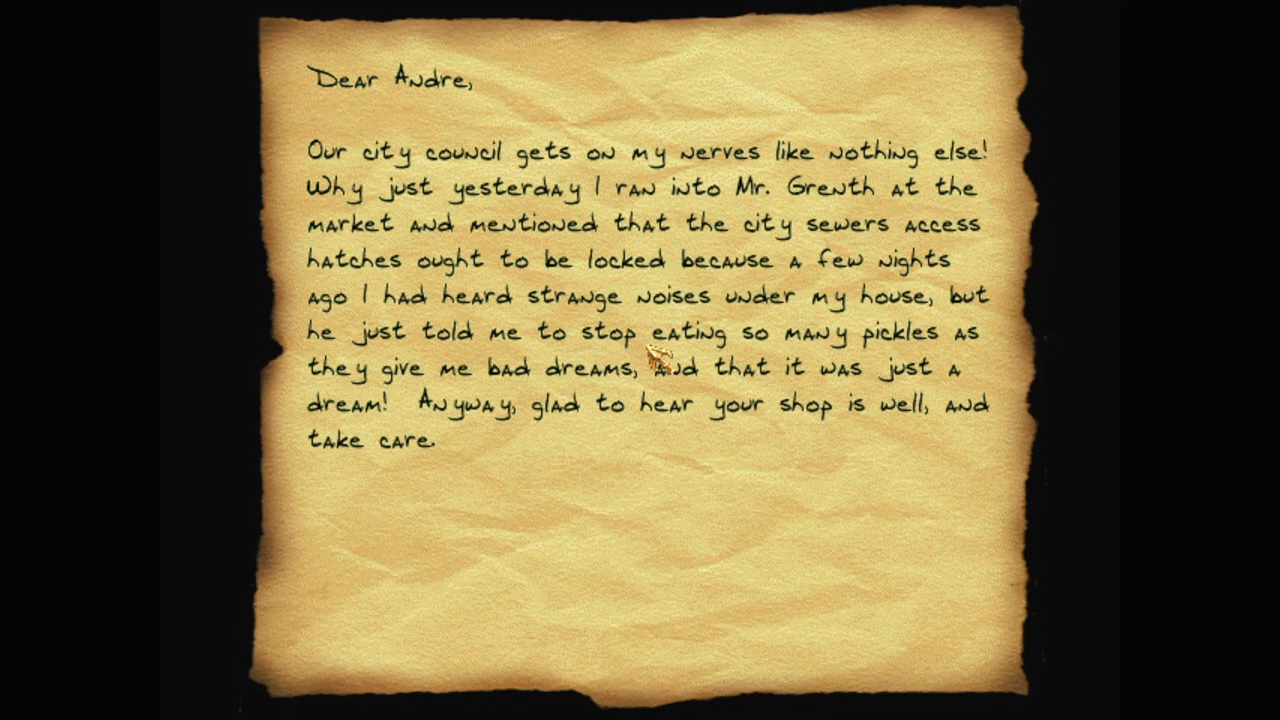 Dear Andre,
Our city council gets on my nerves like nothing else!
Why just yesterday I ran into Mr. Grenth at the
market and mentioned that the city sewers access
hatches ought to be locked because a few nights
ago I had heard strange noises under my house, but
he just told me to stop eating so many pickles as
they give me bad dreams, and that it was just a
dream! Anyway, glad to hear your shop is well, and
take care.